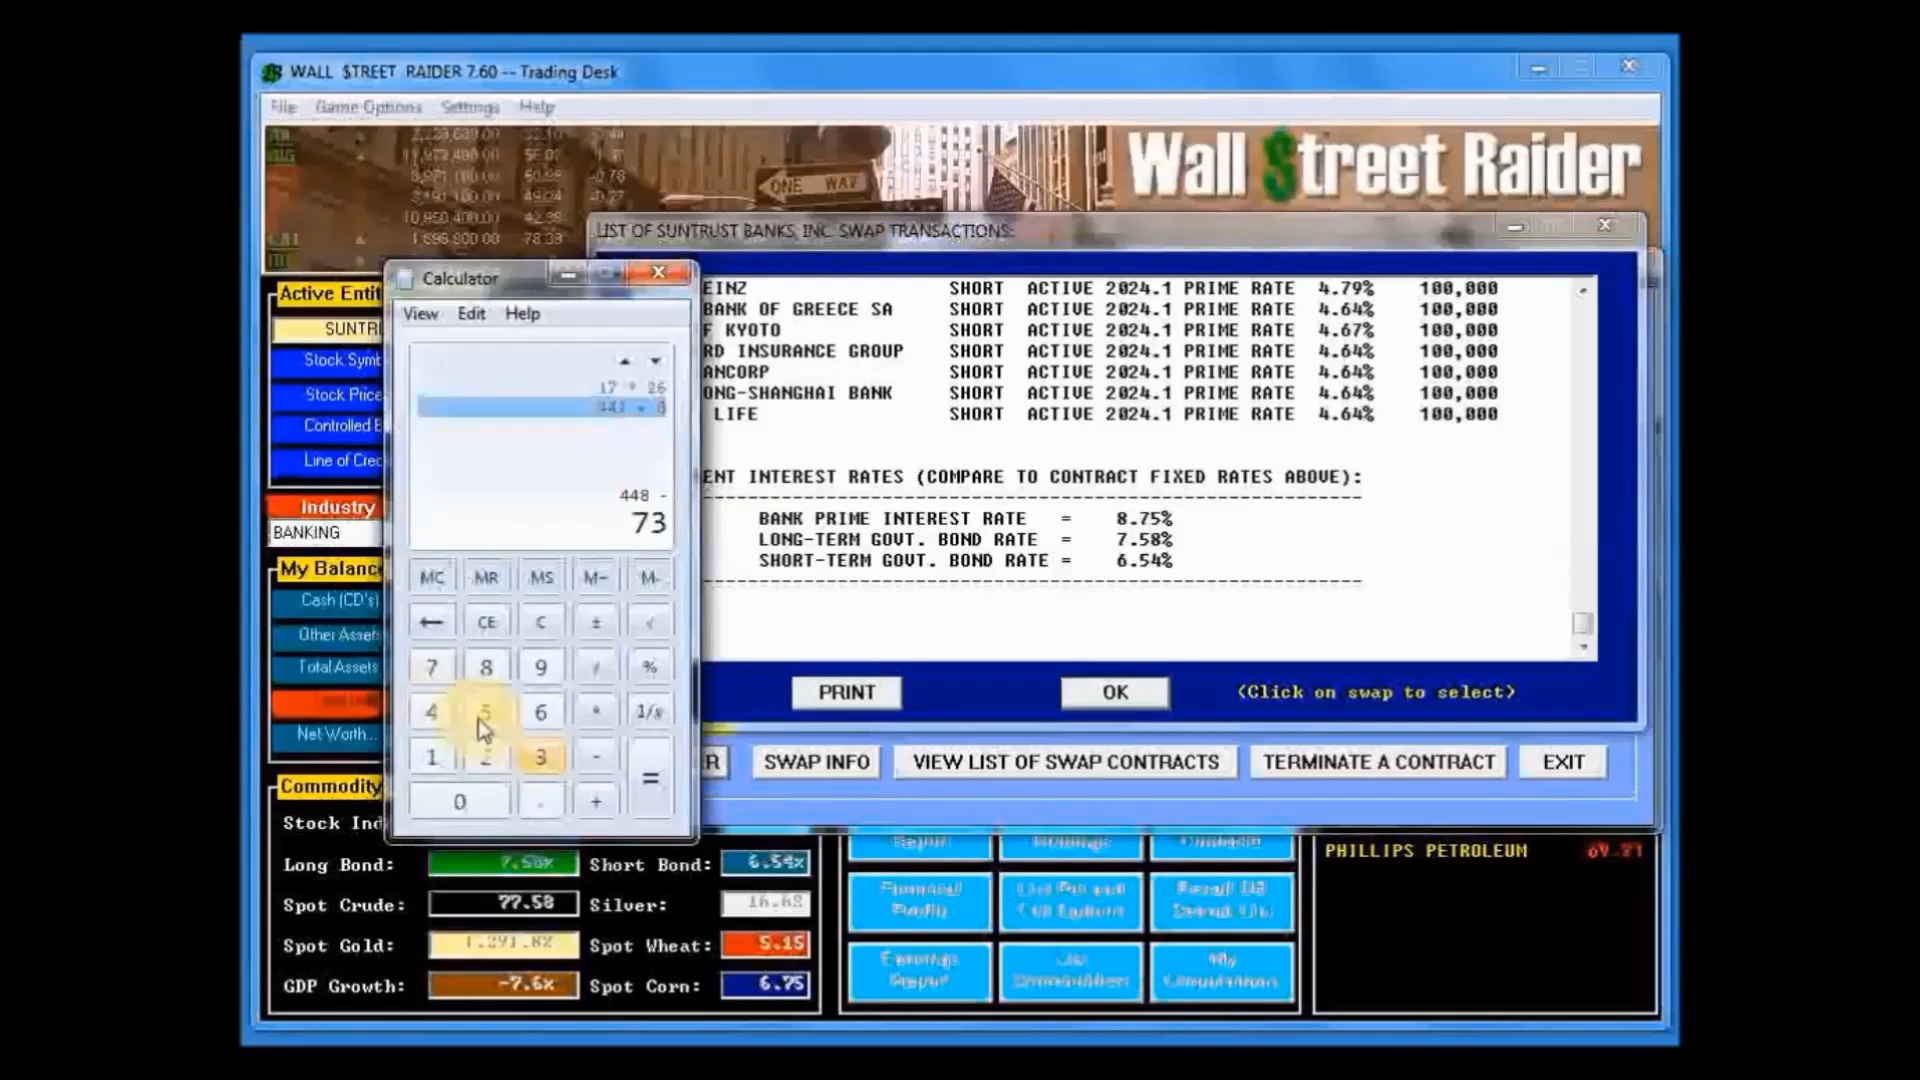 WALL $TREET RAIDER 7.60 -- Trading Desk
File Game Options Settings Help
ONE WAY
Wall $treet Raider
LIST OF SUNTRUST BANKS, INC. SWAP TRANSACTIONS:
Calculator
View Edit Help
17 * 26
448 -
73
MC MR MS
← CE C ± √
7 8 9 / %
4 5 6 * 1/x
1 2 3 - =
0 . +
EINZ SHORT ACTIVE 2024.1 PRIME RATE 4.79% 100,000
BANK OF GREECE SA SHORT ACTIVE 2024.1 PRIME RATE 4.64% 100,000
F KYOTO SHORT ACTIVE 2024.1 PRIME RATE 4.67% 100,000
RD INSURANCE GROUP SHORT ACTIVE 2024.1 PRIME RATE 4.64% 100,000
ANCORP SHORT ACTIVE 2024.1 PRIME RATE 4.64% 100,000
ONG-SHANGHAI BANK SHORT ACTIVE 2024.1 PRIME RATE 4.64% 100,000
LIFE SHORT ACTIVE 2024.1 PRIME RATE 4.64% 100,000
ENT INTEREST RATES (COMPARE TO CONTRACT FIXED RATES ABOVE):
BANK PRIME INTEREST RATE = 8.75%
LONG-TERM GOVT. BOND RATE = 7.58%
SHORT-TERM GOVT. BOND RATE = 6.54%
PRINT OK <Click on swap to select>
R SWAP INFO VIEW LIST OF SWAP CONTRACTS TERMINATE A CONTRACT EXIT
Active Entit
SUNTRU
Stock Symb
Stock Price
Controlled E
Line of Crec
Industry
BANKING
My Balanc
Cash (CD's)
Other Asset
Total Assets
Net Worth...
Commodity
Stock Ind
Long Bond: 7.58% Short Bond: 6.54%
Spot Crude: 77.58 Silver:
Spot Gold: Spot Wheat: 5.15
GDP Growth: -7.6% Spot Corn: 6.75
Financial
Profile
Earnings
Report
My
Corporations
PHILLIPS PETROLEUM